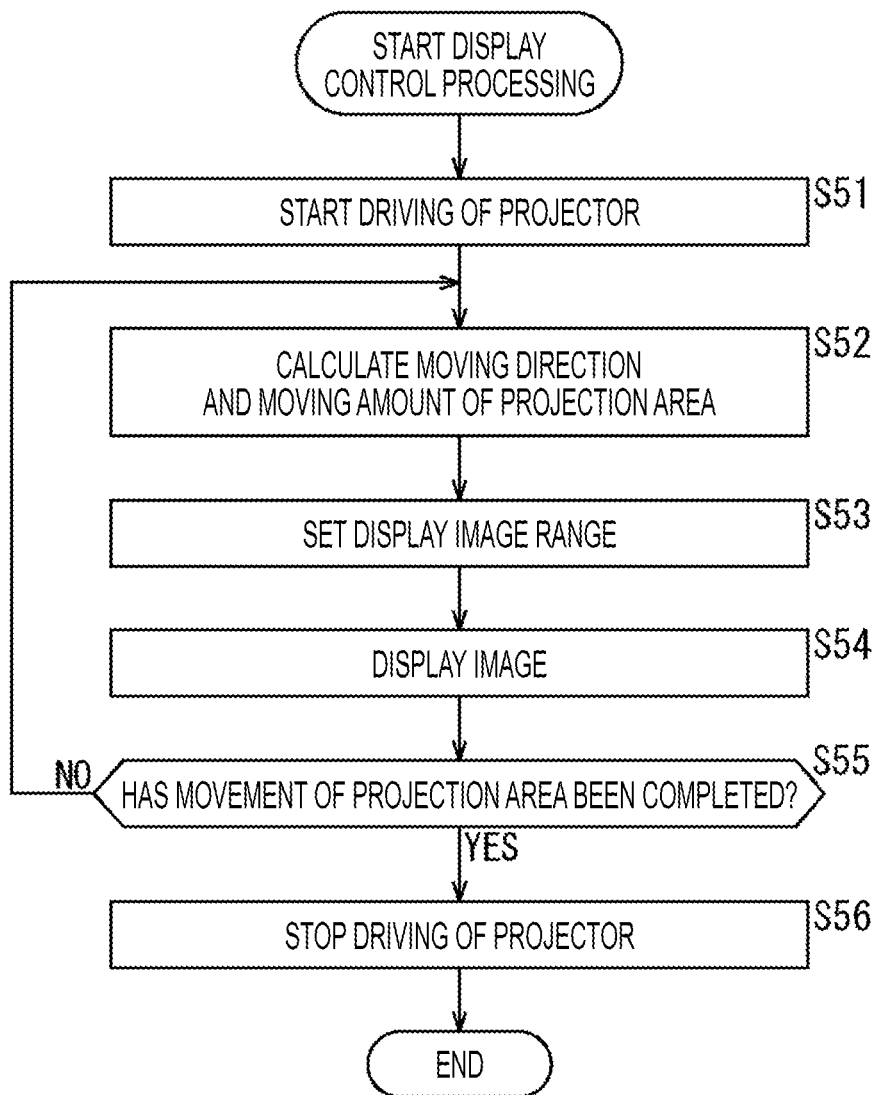 START DISPLAY
CONTROL PROCESSING
S51
START DRIVING OF PROJECTOR
S52
CALCULATE MOVING DIRECTION
AND MOVING AMOUNT OF PROJECTION AREA
S53
SET DISPLAY IMAGE RANGE
S54
DISPLAY IMAGE
S55
NO
HAS MOVEMENT OF PROJECTION AREA BEEN COMPLETED?
YES
S56
STOP DRIVING OF PROJECTOR
END